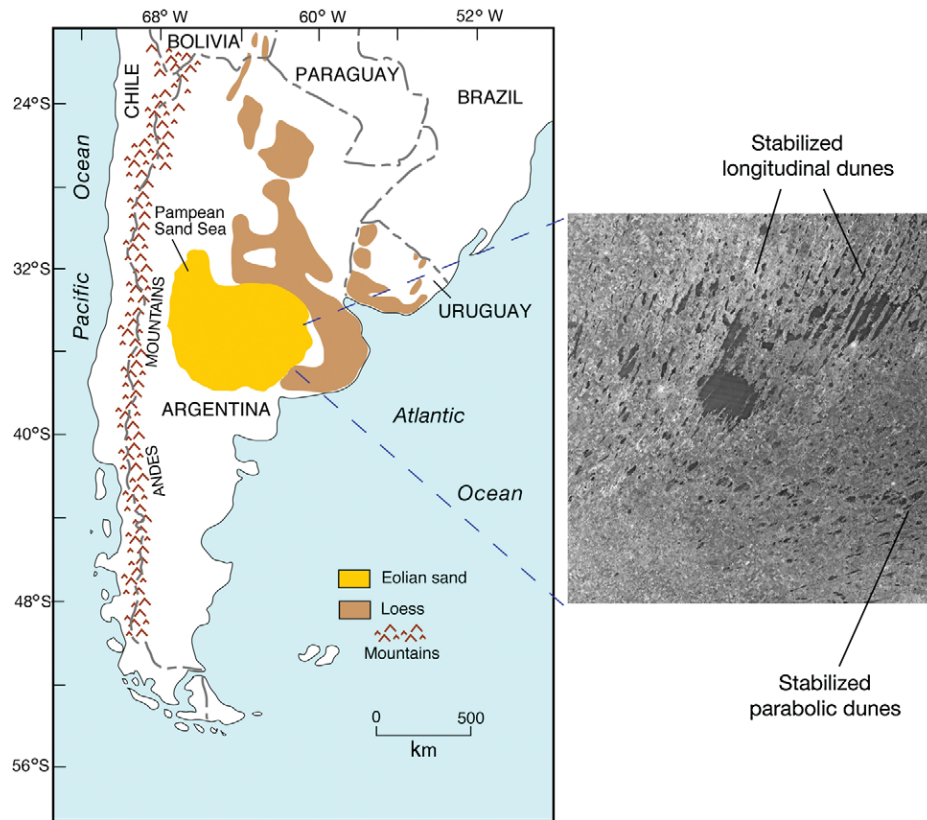 68° W
60° W
52° W
BOLIVIA
PARAGUAY
BRAZIL
CHILE
24°S
Ocean
Pampean
Sand Sea
32°S
Pacific
MOUNTAINS
URUGUAY
ARGENTINA
Atlantic
40°S
ANDES
Ocean
Eolian sand
48°S
Loess
Mountains
0
500
km
56°S
Stabilized
longitudinal dunes
Stabilized
parabolic dunes